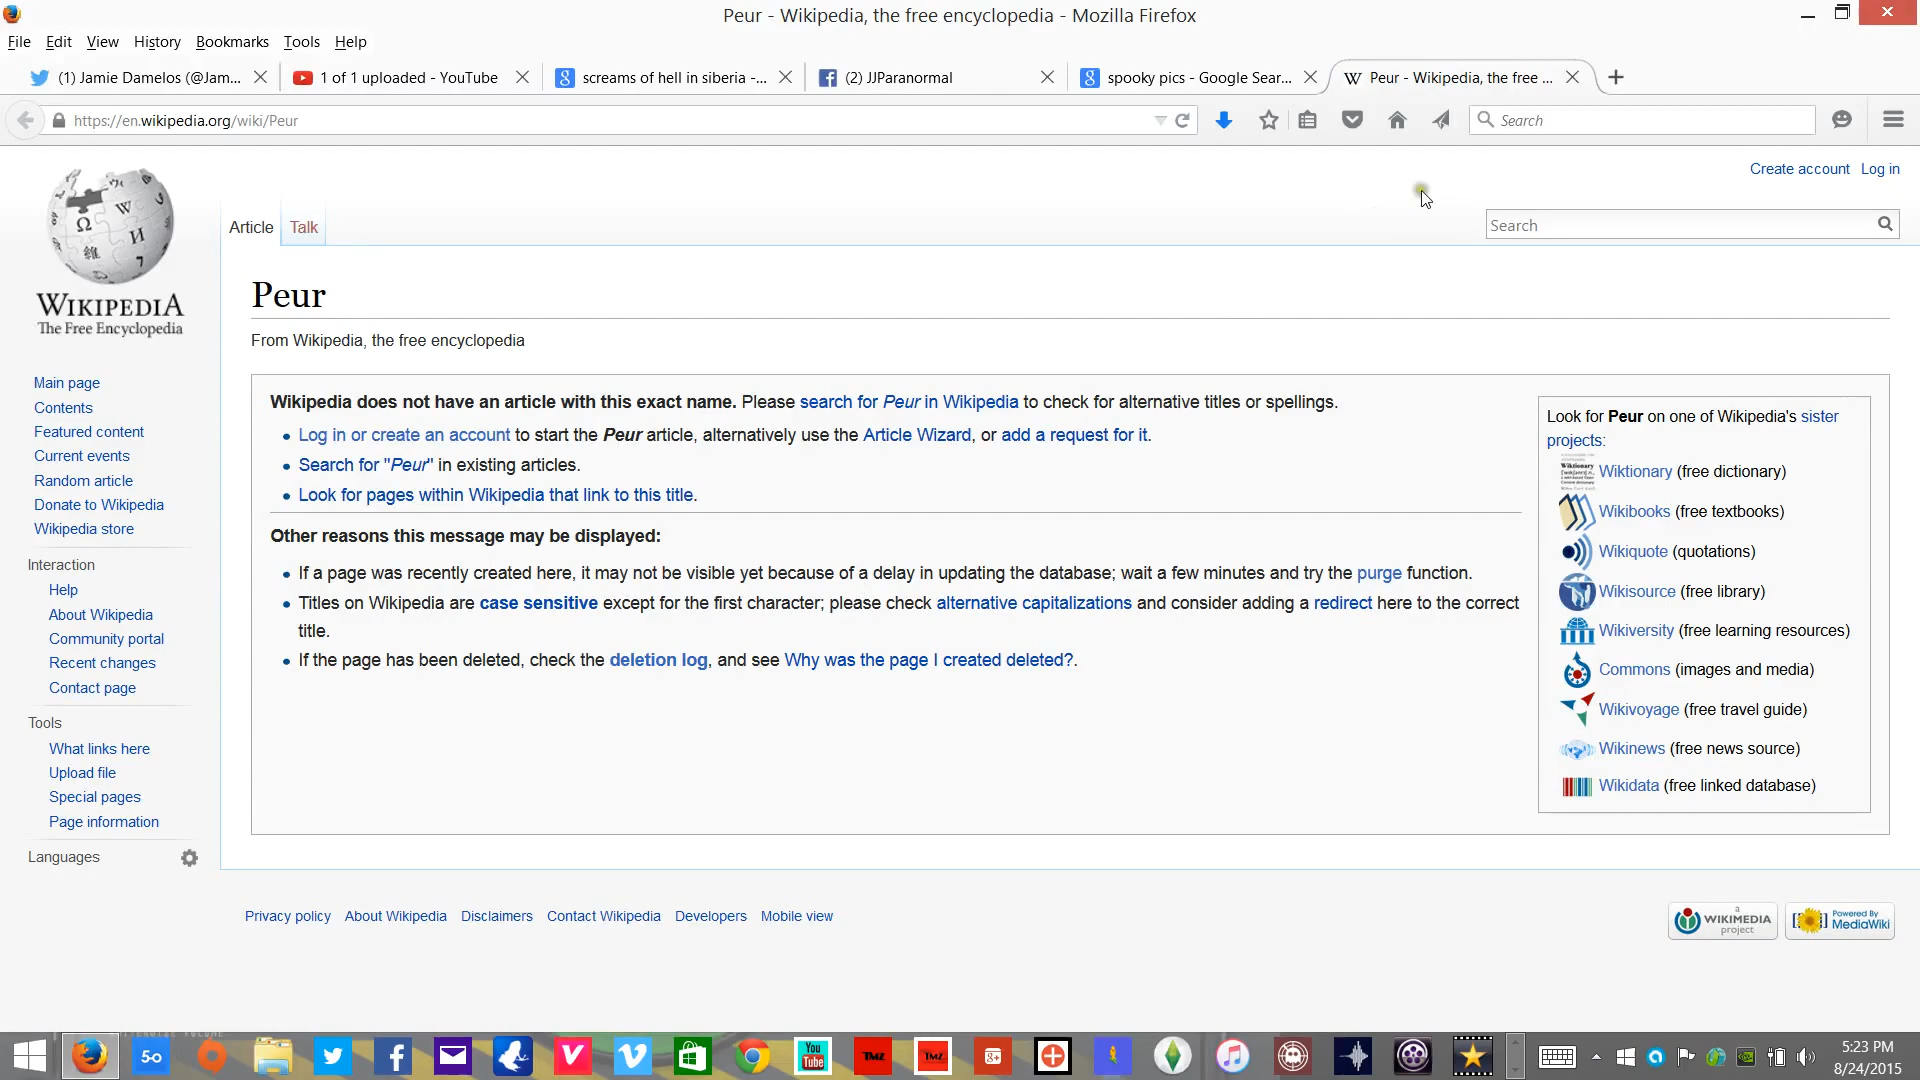 Peur - Wikipedia, the free encyclopedia - Mozilla Firefox
File Edit View History Bookmarks Tools Help
(1) Jamie Damelos (@Jam... 1 of 1 uploaded - YouTube screams of hell in siberia -... (2) JJParanormal spooky pics - Google Sear... Peur - Wikipedia, the free ...
https://en.wikipedia.org/wiki/Peur Search
Create account Log in
Article Talk Search
WIKIPEDIA
The Free Encyclopedia
Main page
Contents
Featured content
Current events
Random article
Donate to Wikipedia
Wikipedia store
Interaction
Help
About Wikipedia
Community portal
Recent changes
Contact page
Tools
What links here
Upload file
Special pages
Page information
Languages
Peur
From Wikipedia, the free encyclopedia
Wikipedia does not have an article with this exact name. Please search for Peur in Wikipedia to check for alternative titles or spellings.
Log in or create an account to start the Peur article, alternatively use the Article Wizard, or add a request for it.
Search for "Peur" in existing articles.
Look for pages within Wikipedia that link to this title.
Other reasons this message may be displayed:
If a page was recently created here, it may not be visible yet because of a delay in updating the database; wait a few minutes and try the purge function.
Titles on Wikipedia are case sensitive except for the first character; please check alternative capitalizations and consider adding a redirect here to the correct
title.
If the page has been deleted, check the deletion log, and see Why was the page I created deleted?.
Look for Peur on one of Wikipedia's sister
projects:
Wiktionary (free dictionary)
Wikibooks (free textbooks)
Wikiquote (quotations)
Wikisource (free library)
Wikiversity (free learning resources)
Commons (images and media)
Wikivoyage (free travel guide)
Wikinews (free news source)
Wikidata (free linked database)
Privacy policy About Wikipedia Disclaimers Contact Wikipedia Developers Mobile view
a
WIKIMEDIA
project
Powered By
MediaWiki
5-0
You
Tube
TMZ
TMZ
5:23 PM
8/24/2015